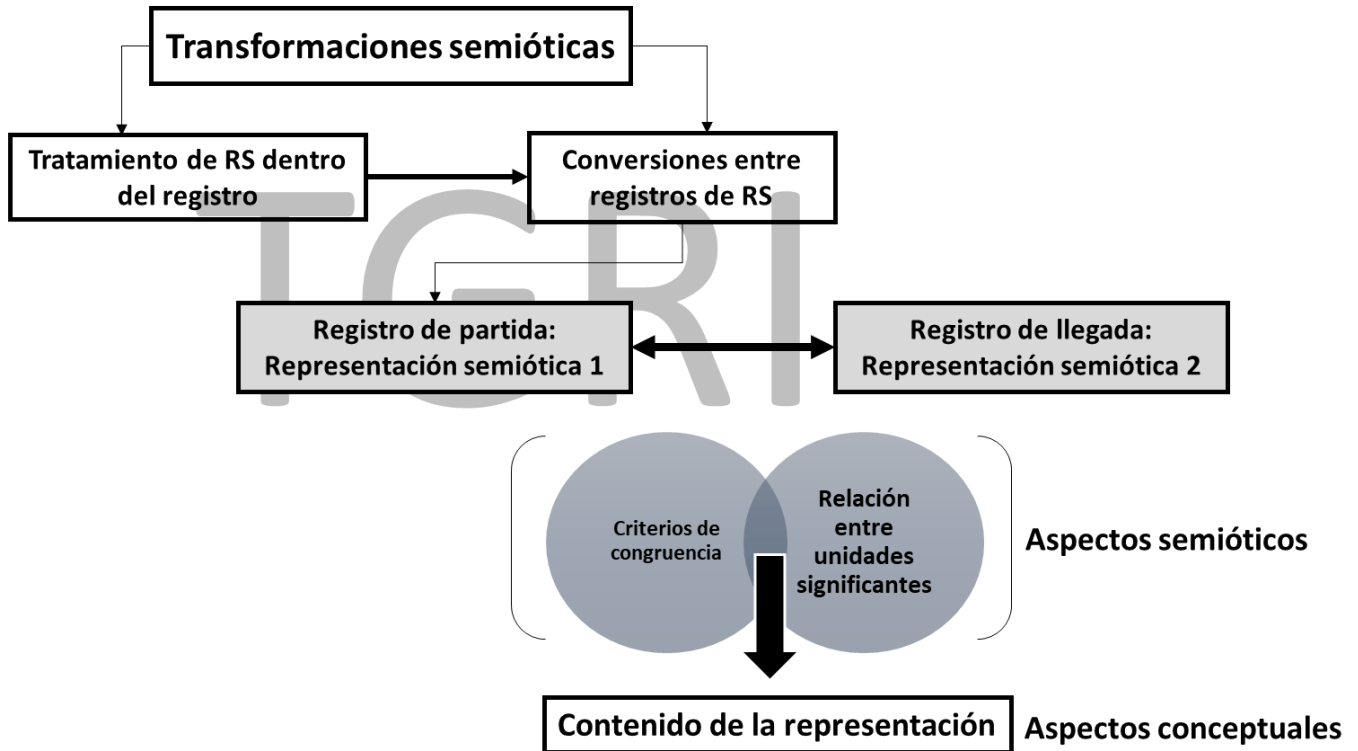 Transformaciones semióticas
Tratamiento de RS dentro
del registro
Conversiones entre
registros de RS
TGRI
Registro de partida:
Representación semiótica 1
Registro de llegada:
Representación semiótica 2
Criterios de
congruencia
Relación
entre
unidades
significantes
Aspectos semióticos
Contenido de la representación
Aspectos conceptuales